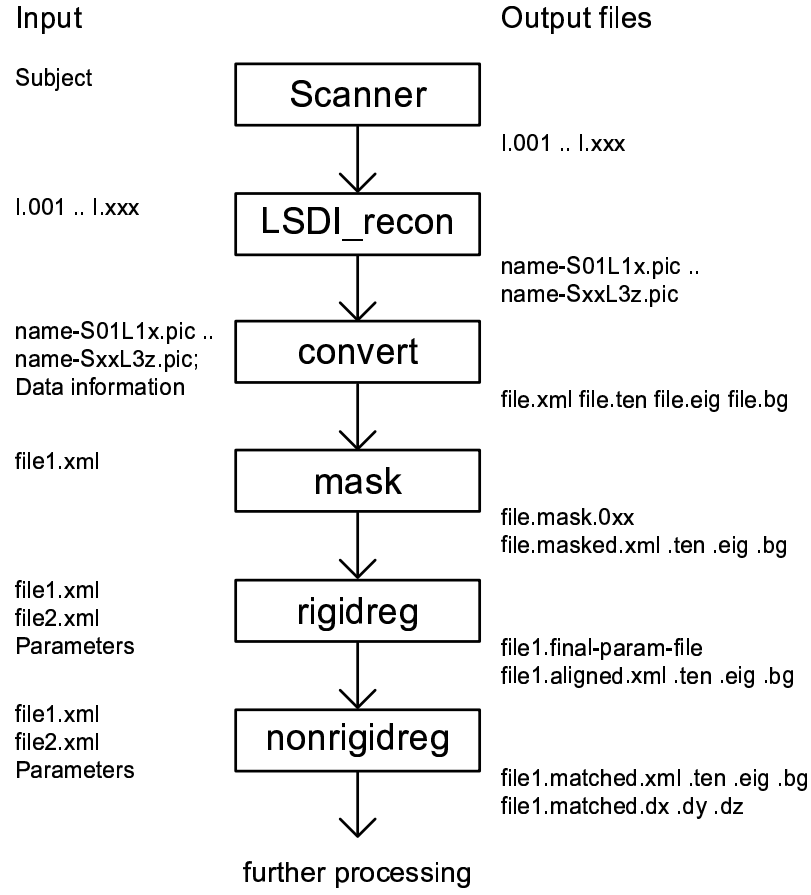 Input
Output files
Subject
Scanner
I.001 .. I.xxx
I.001 .. I.xxx
LSDI_recon
name-S01L1x.pic ..
name-SxxL3z.pic
name-S01L1x.pic ..
name-SxxL3z.pic;
Data information
convert
file.xml file.ten file.eig file.bg
file1.xml
mask
file.mask.0xx
file.masked.xml .ten .eig .bg
file1.xml
file2.xml
Parameters
rigidreg
file1.final-param-file
file1.aligned.xml .ten .eig .bg
file1.xml
file2.xml
Parameters
nonrigidreg
file1.matched.xml .ten .eig .bg
file1.matched.dx .dy .dz
further processing